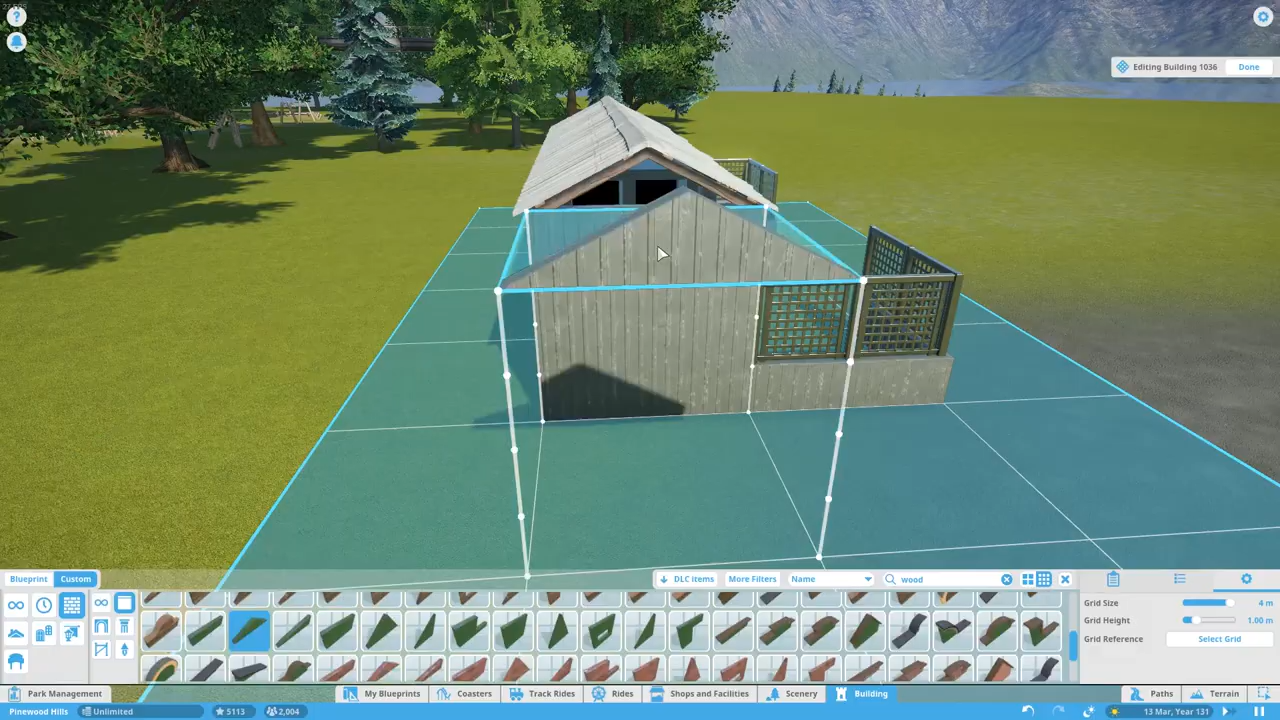 ?
Editing Building 1036 Done
Blueprint Custom
DLC Items More Filters Name wood
Grid Size 4 m
Grid Height 1.00 m
Grid Reference Select Grid
Park Management My Blueprints Coasters Track Rides Rides Shops and Facilities Scenery Building Paths Terrain
Pinewood Hills Unlimited 5113 2,004 13 Mar, Year 131